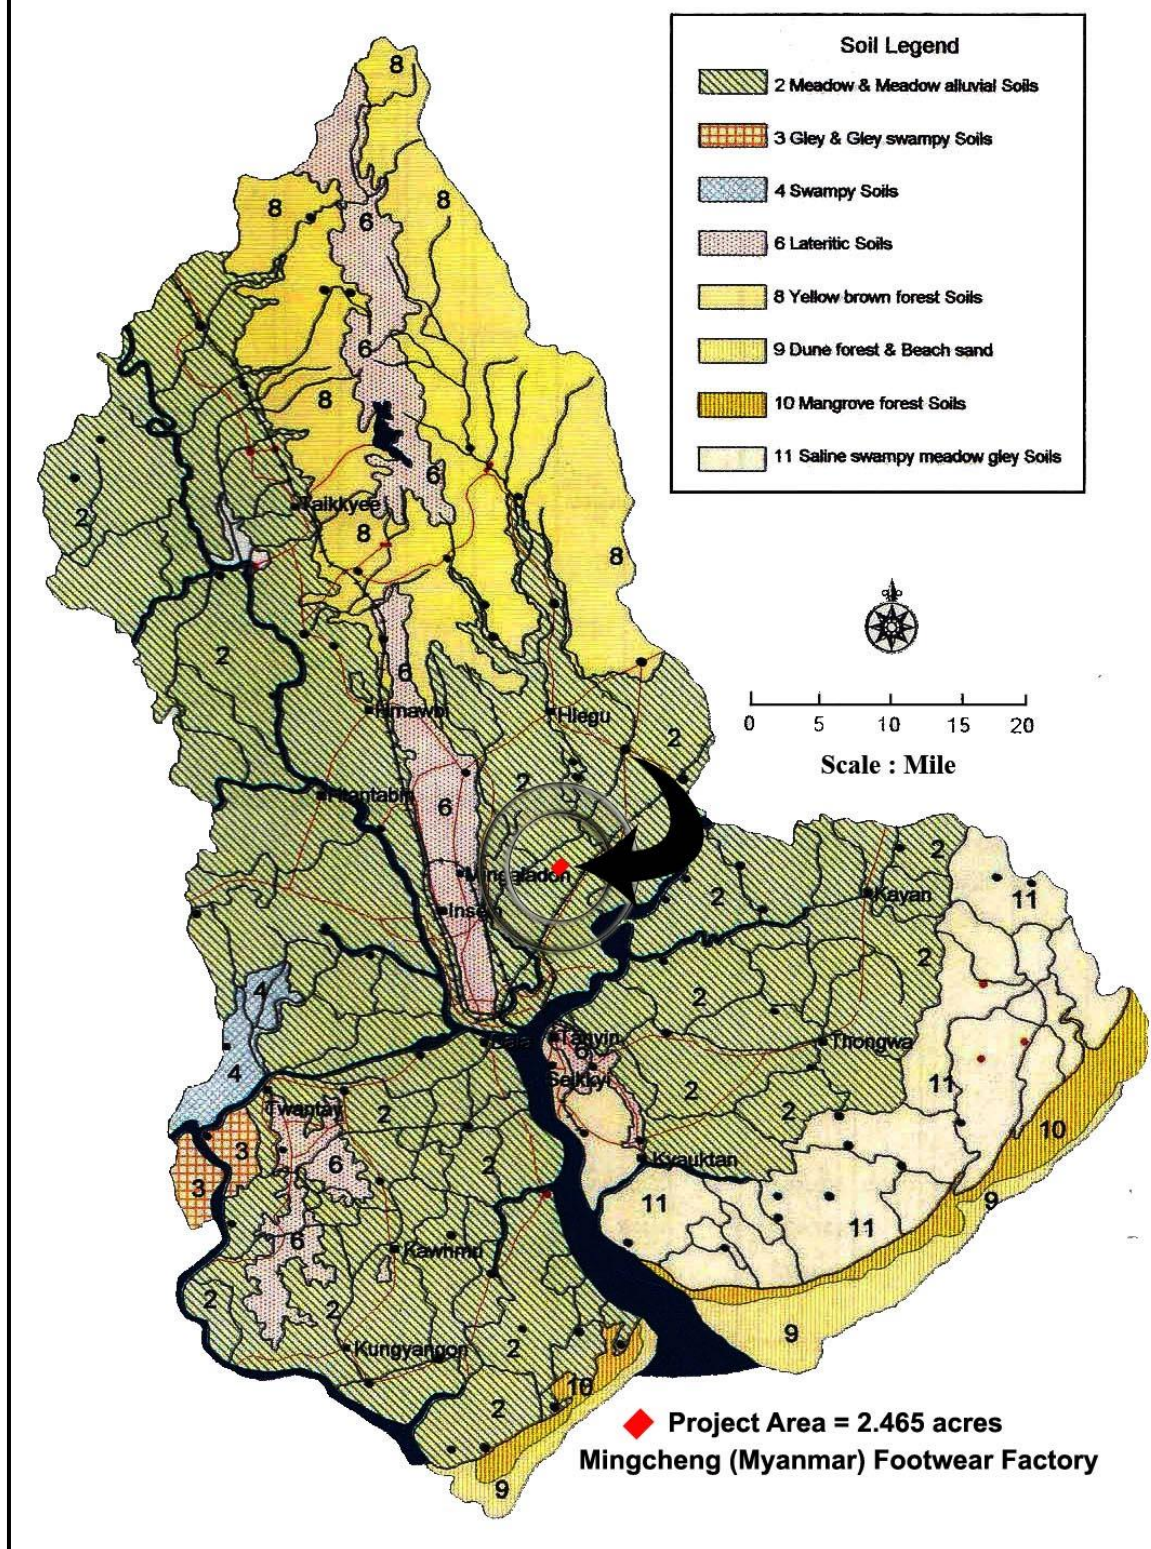 Soil Legend
2 Meadow & Meadow alluvial Soils
3 Gley & Gley swampy Soils
4 Swampy Soils
6 Lateritic Soils
8 Yellow brown forest Soils
9 Dune forest & Beach sand
10 Mangrove forest Soils
11 Saline swampy meadow gley Soils
8
8
8
6
6
8
6
2
Taikkyee
8
8
2
6
Hmawbi
Hlegu
2
2
0 5 10 15 20
Scale : Mile
Htantabin
6
2
Mingaladon
2
Kayan
11
Insein
2
4
2
Dala
Tanyin
6
Thongwa
4
Seikkyi
11
Twantay
2
2
2
10
3
6
2
Kyauktan
3
11
11
9
6
Kawhmu
2
2
2
9
Kungyangon
10
2
Project Area = 2.465 acres
Mingcheng (Myanmar) Footwear Factory
9